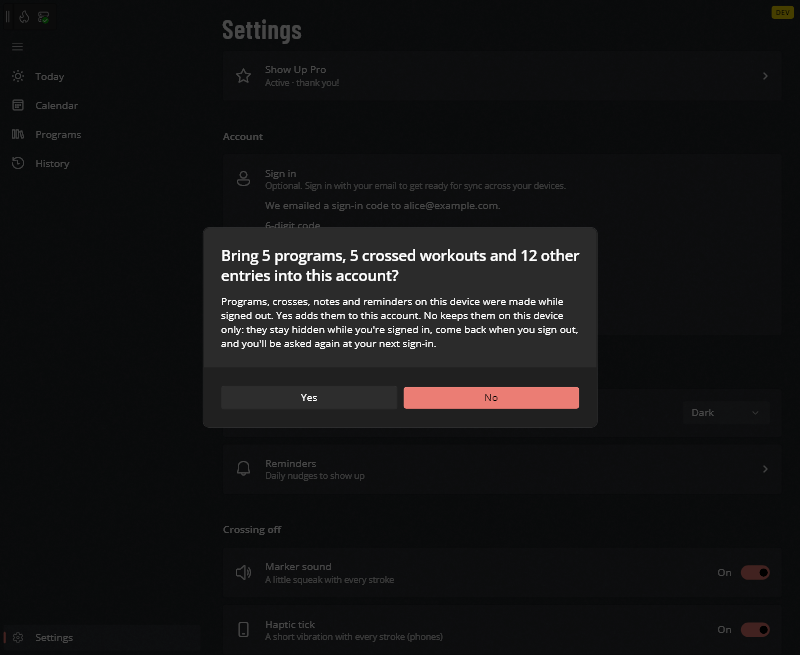 DEV
Settings
Today
Calendar
Programs
History
Show Up Pro
Active - thank you!
Account
Sign in
Optional. Sign in with your email to get ready for sync across your devices.
We emailed a sign-in code to alice@example.com.
6-digit code
Bring 5 programs, 5 crossed workouts and 12 other
entries into this account?
Programs, crosses, notes and reminders on this device were made while
signed out. Yes adds them to this account. No keeps them on this device
only: they stay hidden while you're signed in, come back when you sign out,
and you'll be asked again at your next sign-in.
Yes
No
Dark
Reminders
Daily nudges to show up
Crossing off
Marker sound
A little squeak with every stroke
On
Haptic tick
A short vibration with every stroke (phones)
On
Settings